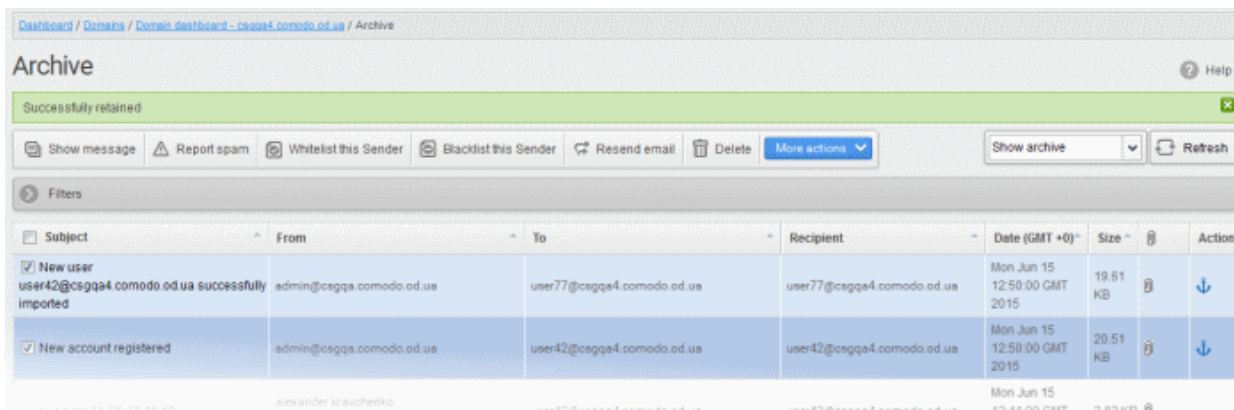 Dashboard / Domains / Domain dashboard - csgqa4.comodo.od.ua / Archive
Archive
Help
Successfully retained
Show message Report spam Whitelist this Sender Blacklist this Sender Resend email Delete More actions Show archive Refresh
Filters
Subject From To Recipient Date (GMT +0) Size Action
New user
user42@csgqa4.comodo.od.ua successfully
imported
admin@csgqa.comodo.od.ua
user77@csgqa4.comodo.od.ua
user77@csgqa4.comodo.od.ua
Mon Jun 15
12:50:00 GMT
2015
19.61
KB
New account registered
admin@csgqa.comodo.od.ua
user42@csgqa4.comodo.od.ua
user42@csgqa4.comodo.od.ua
Mon Jun 15
12:50:00 GMT
2015
20.51
KB
alexander kravchenko
Mon Jun 15